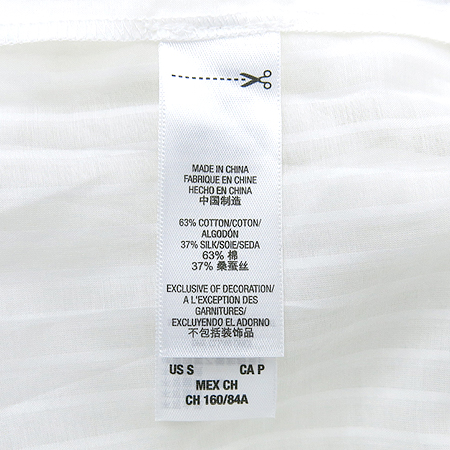 MADE IN CHINA
FABRIQUE EN CHINE
HECHO EN CHINA
中国制造
63% COTTON/COTON/
ALGODÓN
37% SILK/SOIE/SEDA
63% 棉
37% 桑蚕丝
EXCLUSIVE OF DECORATION/
A L'EXCEPTION DES
GARNITURES/
EXCLUYENDO EL ADORNO
不包括装饰品
US S CA P
MEX CH
CH 160/84A